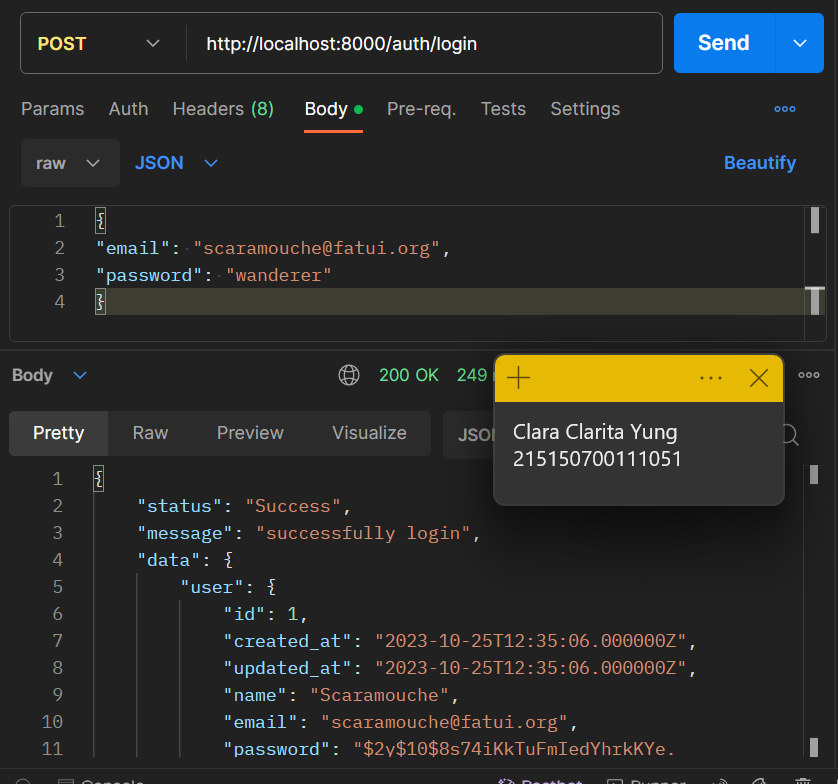 POST http://localhost:8000/auth/login Send
Params Auth Headers (8) Body Pre-req. Tests Settings
raw JSON Beautify
1 {
2 "email": "scaramouche@fatui.org",
3 "password": "wanderer"
4 }
Body 200 OK 249
Pretty Raw Preview Visualize
Clara Clarita Yung
215150700111051
1 {
2 "status": "Success",
3 "message": "successfully login",
4 "data": {
5 "user": {
6 "id": 1,
7 "created_at": "2023-10-25T12:35:06.000000Z",
8 "updated_at": "2023-10-25T12:35:06.000000Z",
9 "name": "Scaramouche",
10 "email": "scaramouche@fatui.org",
11 "password": "$2y$10$8s74iKkTuFmIedYhrkKYe.
Console Postbot Runner